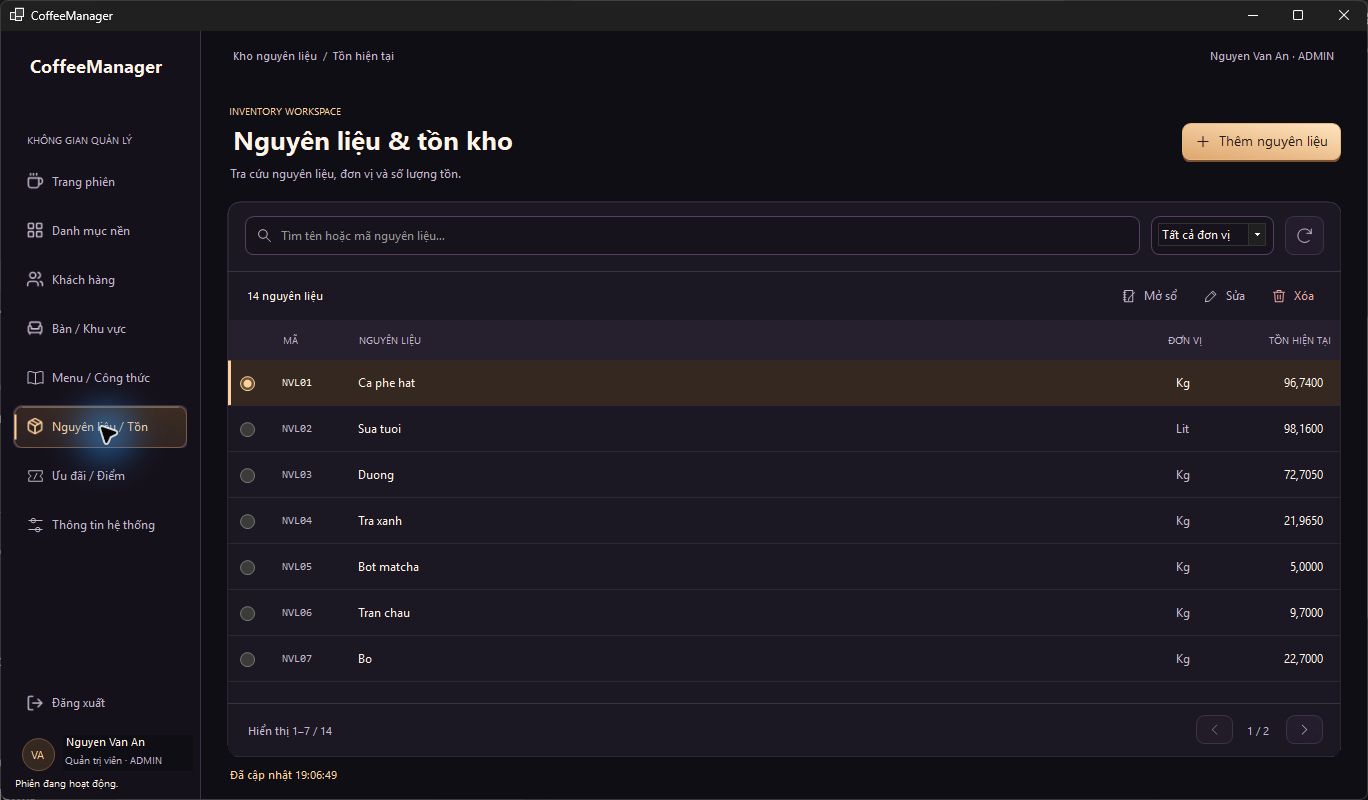 CoffeeManager
CoffeeManager
Kho nguyên liệu / Tồn hiện tại
Nguyen Van An · ADMIN
KHÔNG GIAN QUẢN LÝ
Trang phiên
Danh mục nền
Khách hàng
Bàn / Khu vực
Menu / Công thức
Nguyên liệu / Tồn
Ưu đãi / Điểm
Thông tin hệ thống
Đăng xuất
VA
Nguyen Van An
Quản trị viên · ADMIN
Phiên đang hoạt động.
INVENTORY WORKSPACE
Nguyên liệu & tồn kho
Tra cứu nguyên liệu, đơn vị và số lượng tồn.
Thêm nguyên liệu
Tìm tên hoặc mã nguyên liệu...
Tất cả đơn vị
14 nguyên liệu
Mở sổ Sửa Xóa
MÃ NGUYÊN LIỆU ĐƠN VỊ TỒN HIỆN TẠI
NVL01 Ca phe hat Kg 96,7400
NVL02 Sua tuoi Lit 98,1600
NVL03 Duong Kg 72,7050
NVL04 Tra xanh Kg 21,9650
NVL05 Bot matcha Kg 5,0000
NVL06 Tran chau Kg 9,7000
NVL07 Bo Kg 22,7000
Hiển thị 1–7 / 14
1 / 2
Đã cập nhật 19:06:49